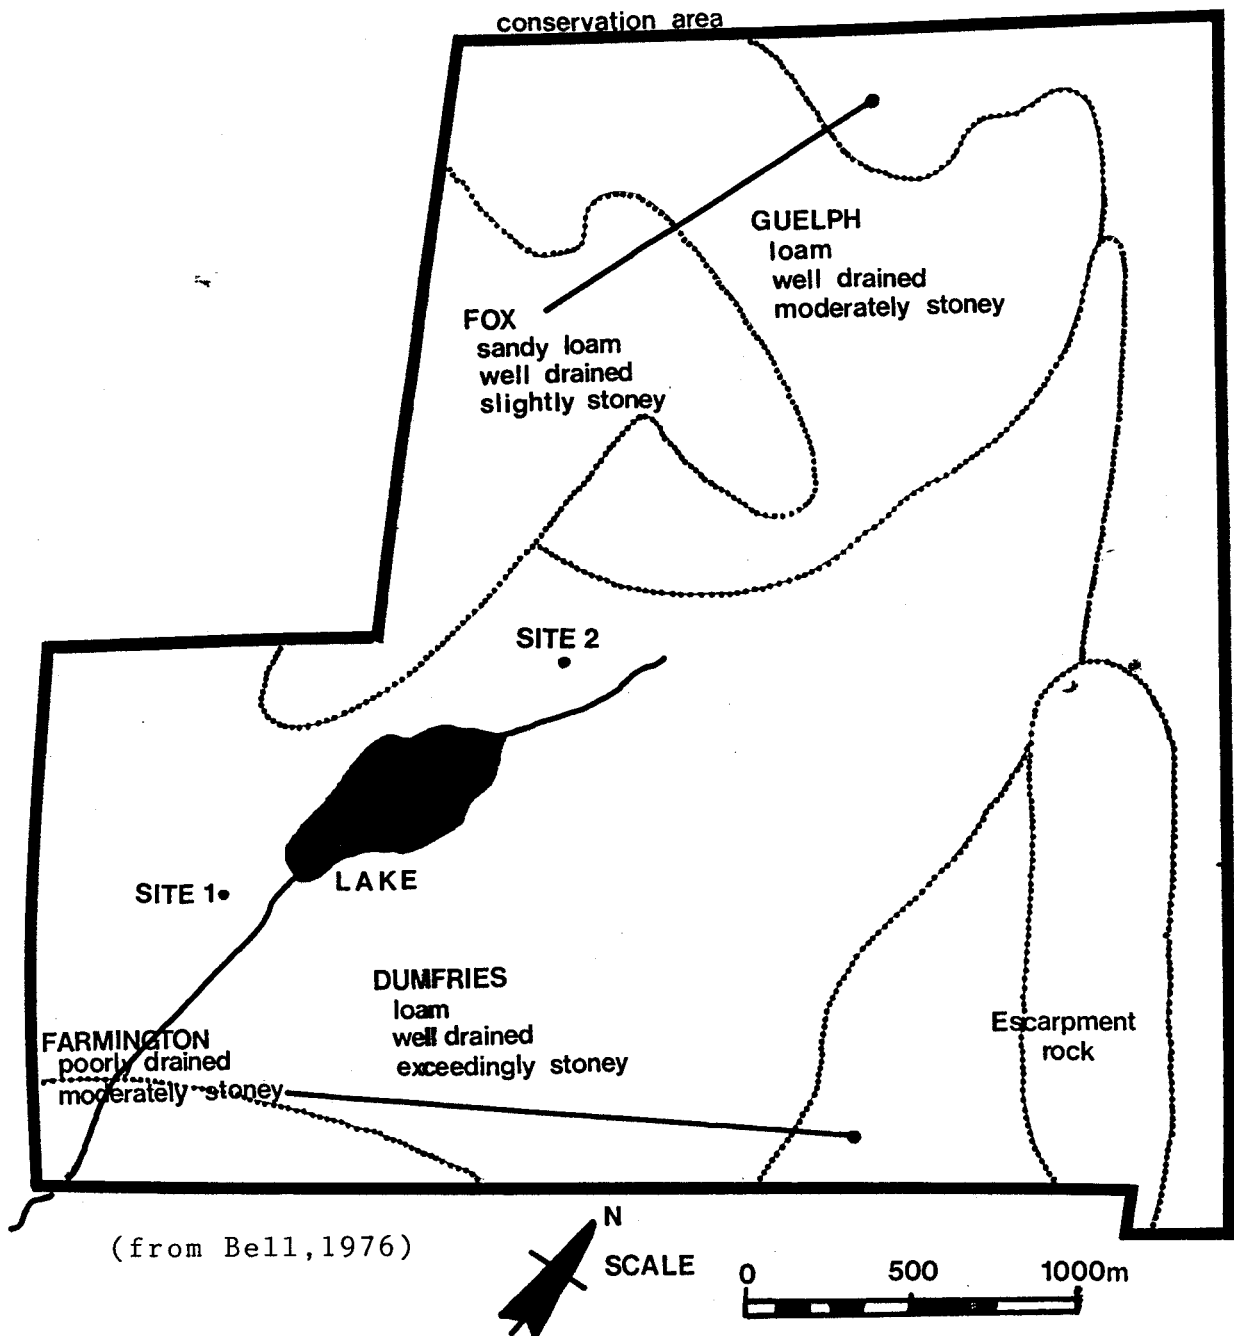 conservation area
GUELPH
loam
well drained
moderately stoney
FOX
sandy loam
well drained
slightly stoney
SITE 2
LAKE
SITE 1
DUMFRIES
loam
well drained
exceedingly stoney
FARMINGTON
poorly drained
moderately stoney
Escarpment
rock
(from Bell,1976)
N
SCALE
0 500 1000m